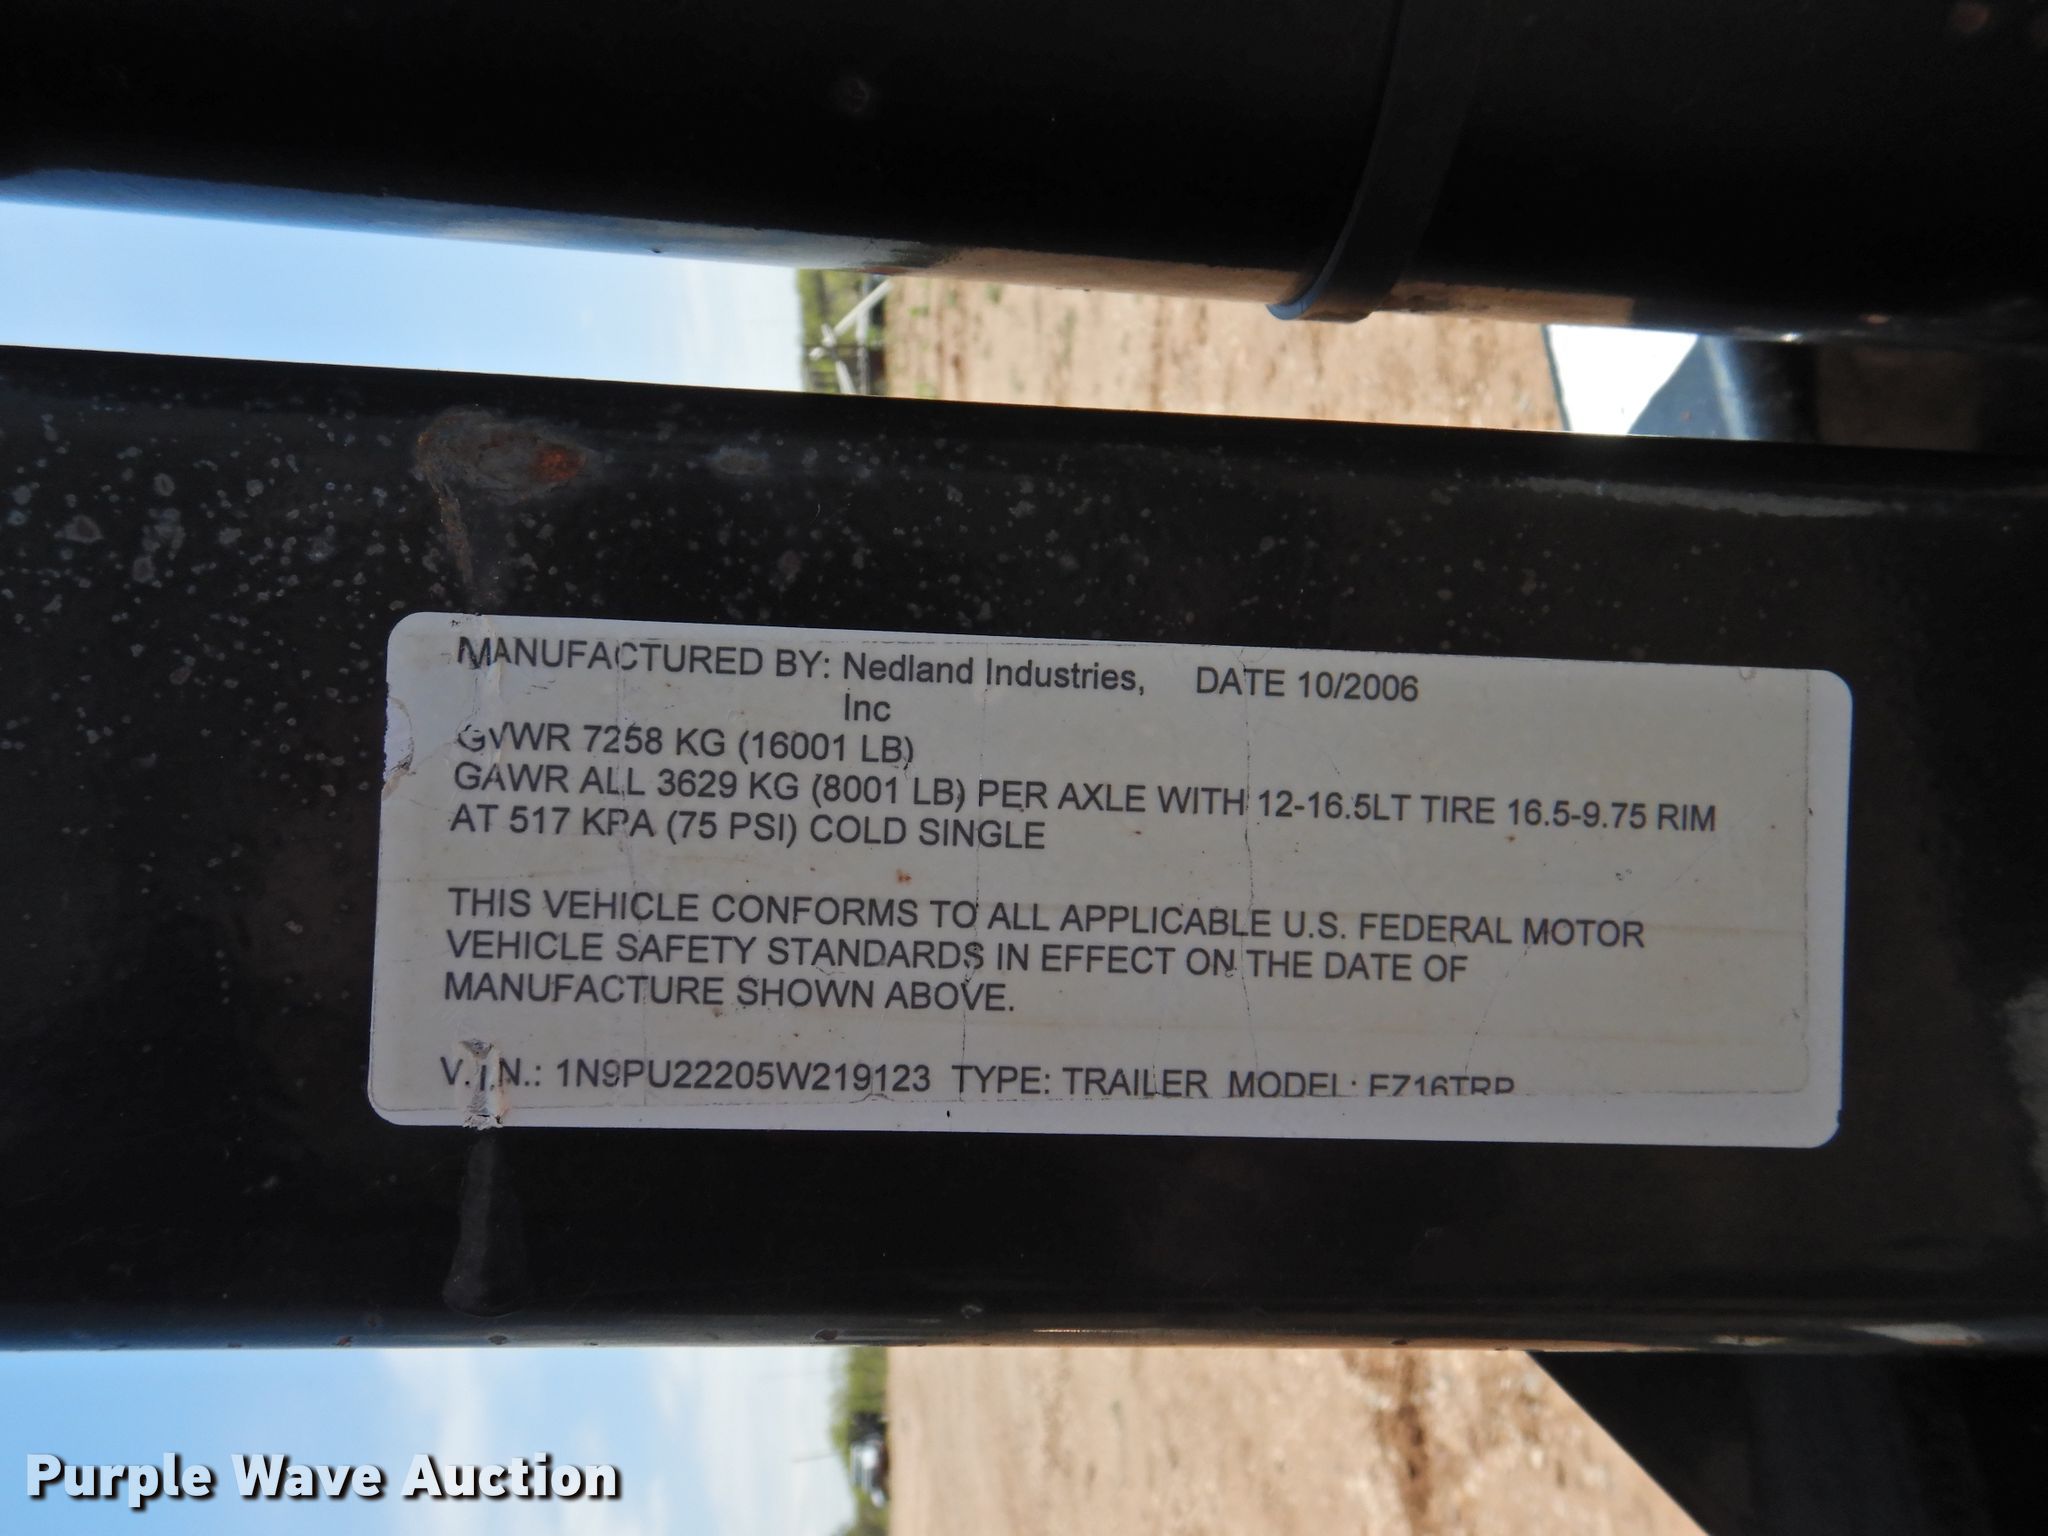 MANUFACTURED BY: Nedland Industries, DATE 10/2006
Inc
GVWR 7258 KG (16001 LB)
GAWR ALL 3629 KG (8001 LB) PER AXLE WITH 12-16.5LT TIRE 16.5-9.75 RIM
AT 517 KPA (75 PSI) COLD SINGLE
THIS VEHICLE CONFORMS TO ALL APPLICABLE U.S. FEDERAL MOTOR
VEHICLE SAFETY STANDARDS IN EFFECT ON THE DATE OF
MANUFACTURE SHOWN ABOVE.
V.I.N.: 1N9PU22205W219123 TYPE: TRAILER MODEL:
Purple Wave Auction